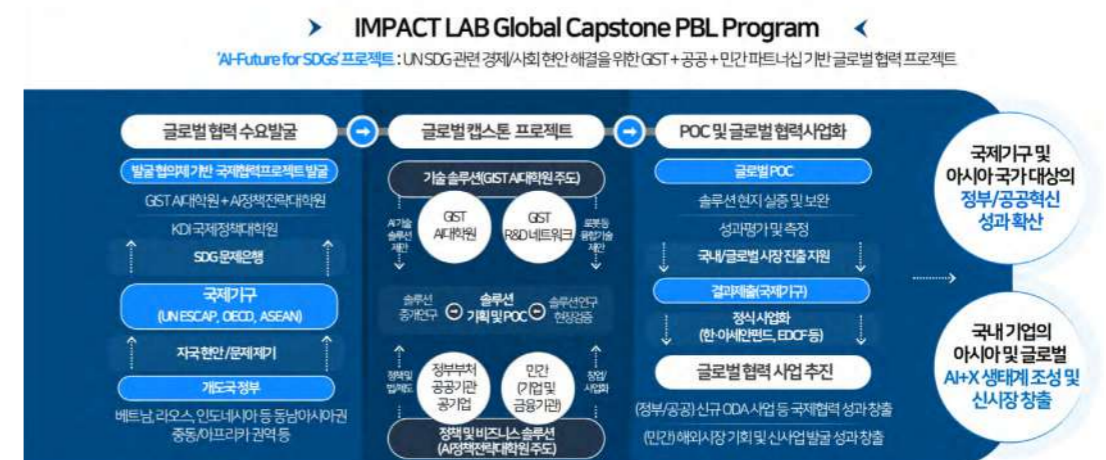 IMPACT LAB Global Capstone PBL Program
'AI-Future for SDGs' 프로젝트 : UN SDG 관련 경제/사회 현안 해결을 위한 GIST + 공공 + 민간 파트너십 기반 글로벌 협력 프로젝트
글로벌 협력 수요발굴
발굴 협의체 기반 국제협력프로젝트 발굴
GIST AI대학원 + AI정책전략대학원
KDI 국제정책대학원
SDG 문제은행
국제기구
(UN ESCAP, OECD, ASEAN)
자국 현안/문제 제기
개도국 정부
베트남, 라오스, 인도네시아 등 동남아시아권
중동/아프리카 권역 등
글로벌 캡스톤 프로젝트
기술 솔루션(GIST AI대학원 주도)
AI기술
솔루션
제안
GIST
AI대학원
GIST
R&D 네트워크
로봇 등
융합기술
제안
솔루션
중개연구
솔루션
기획 및 POC
솔루션연구
현장검증
정책 및
법/제도
정부부처
공공기관
공기업
민간
(기업 및
금융기관)
창업/
사업화
정책 및 비즈니스 솔루션
(AI정책전략대학원 주도)
POC 및 글로벌 협력사업화
글로벌 POC
솔루션 현지 실증 및 보완
성과평가 및 측정
국내/글로벌 시장 진출 지원
결과제출(국제기구)
정식 사업화
(한·아세안펀드, EDCF 등)
글로벌 협력 사업 추진
(정부/공공) 신규 ODA 사업 등 국제협력 성과 창출
(민간) 해외시장 기회 및 신사업 발굴 성과 창출
국제기구 및
아시아 국가 대상의
정부/공공혁신
성과 확산
국내 기업의
아시아 및 글로벌
AI+X 생태계 조성 및
신시장 창출